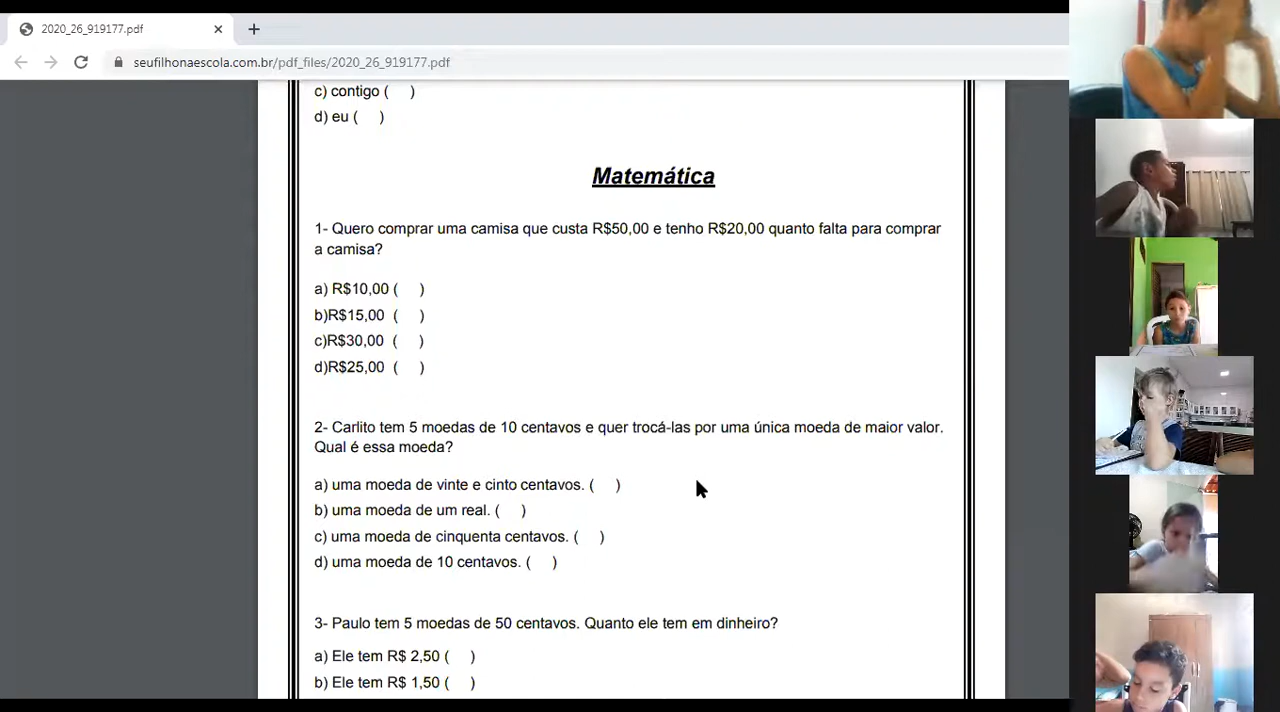 2020_26_919177.pdf
seufilhonaescola.com.br/pdf_files/2020_26_919177.pdf
c) contigo ( )
d) eu ( )
Matemática
1- Quero comprar uma camisa que custa R$50,00 e tenho R$20,00 quanto falta para comprar
a camisa?
a) R$10,00 ( )
b)R$15,00 ( )
c)R$30,00 ( )
d)R$25,00 ( )
2- Carlito tem 5 moedas de 10 centavos e quer trocá-las por uma única moeda de maior valor.
Qual é essa moeda?
a) uma moeda de vinte e cinto centavos. ( )
b) uma moeda de um real. ( )
c) uma moeda de cinquenta centavos. ( )
d) uma moeda de 10 centavos. ( )
3- Paulo tem 5 moedas de 50 centavos. Quanto ele tem em dinheiro?
a) Ele tem R$ 2,50 ( )
b) Ele tem R$ 1,50 ( )